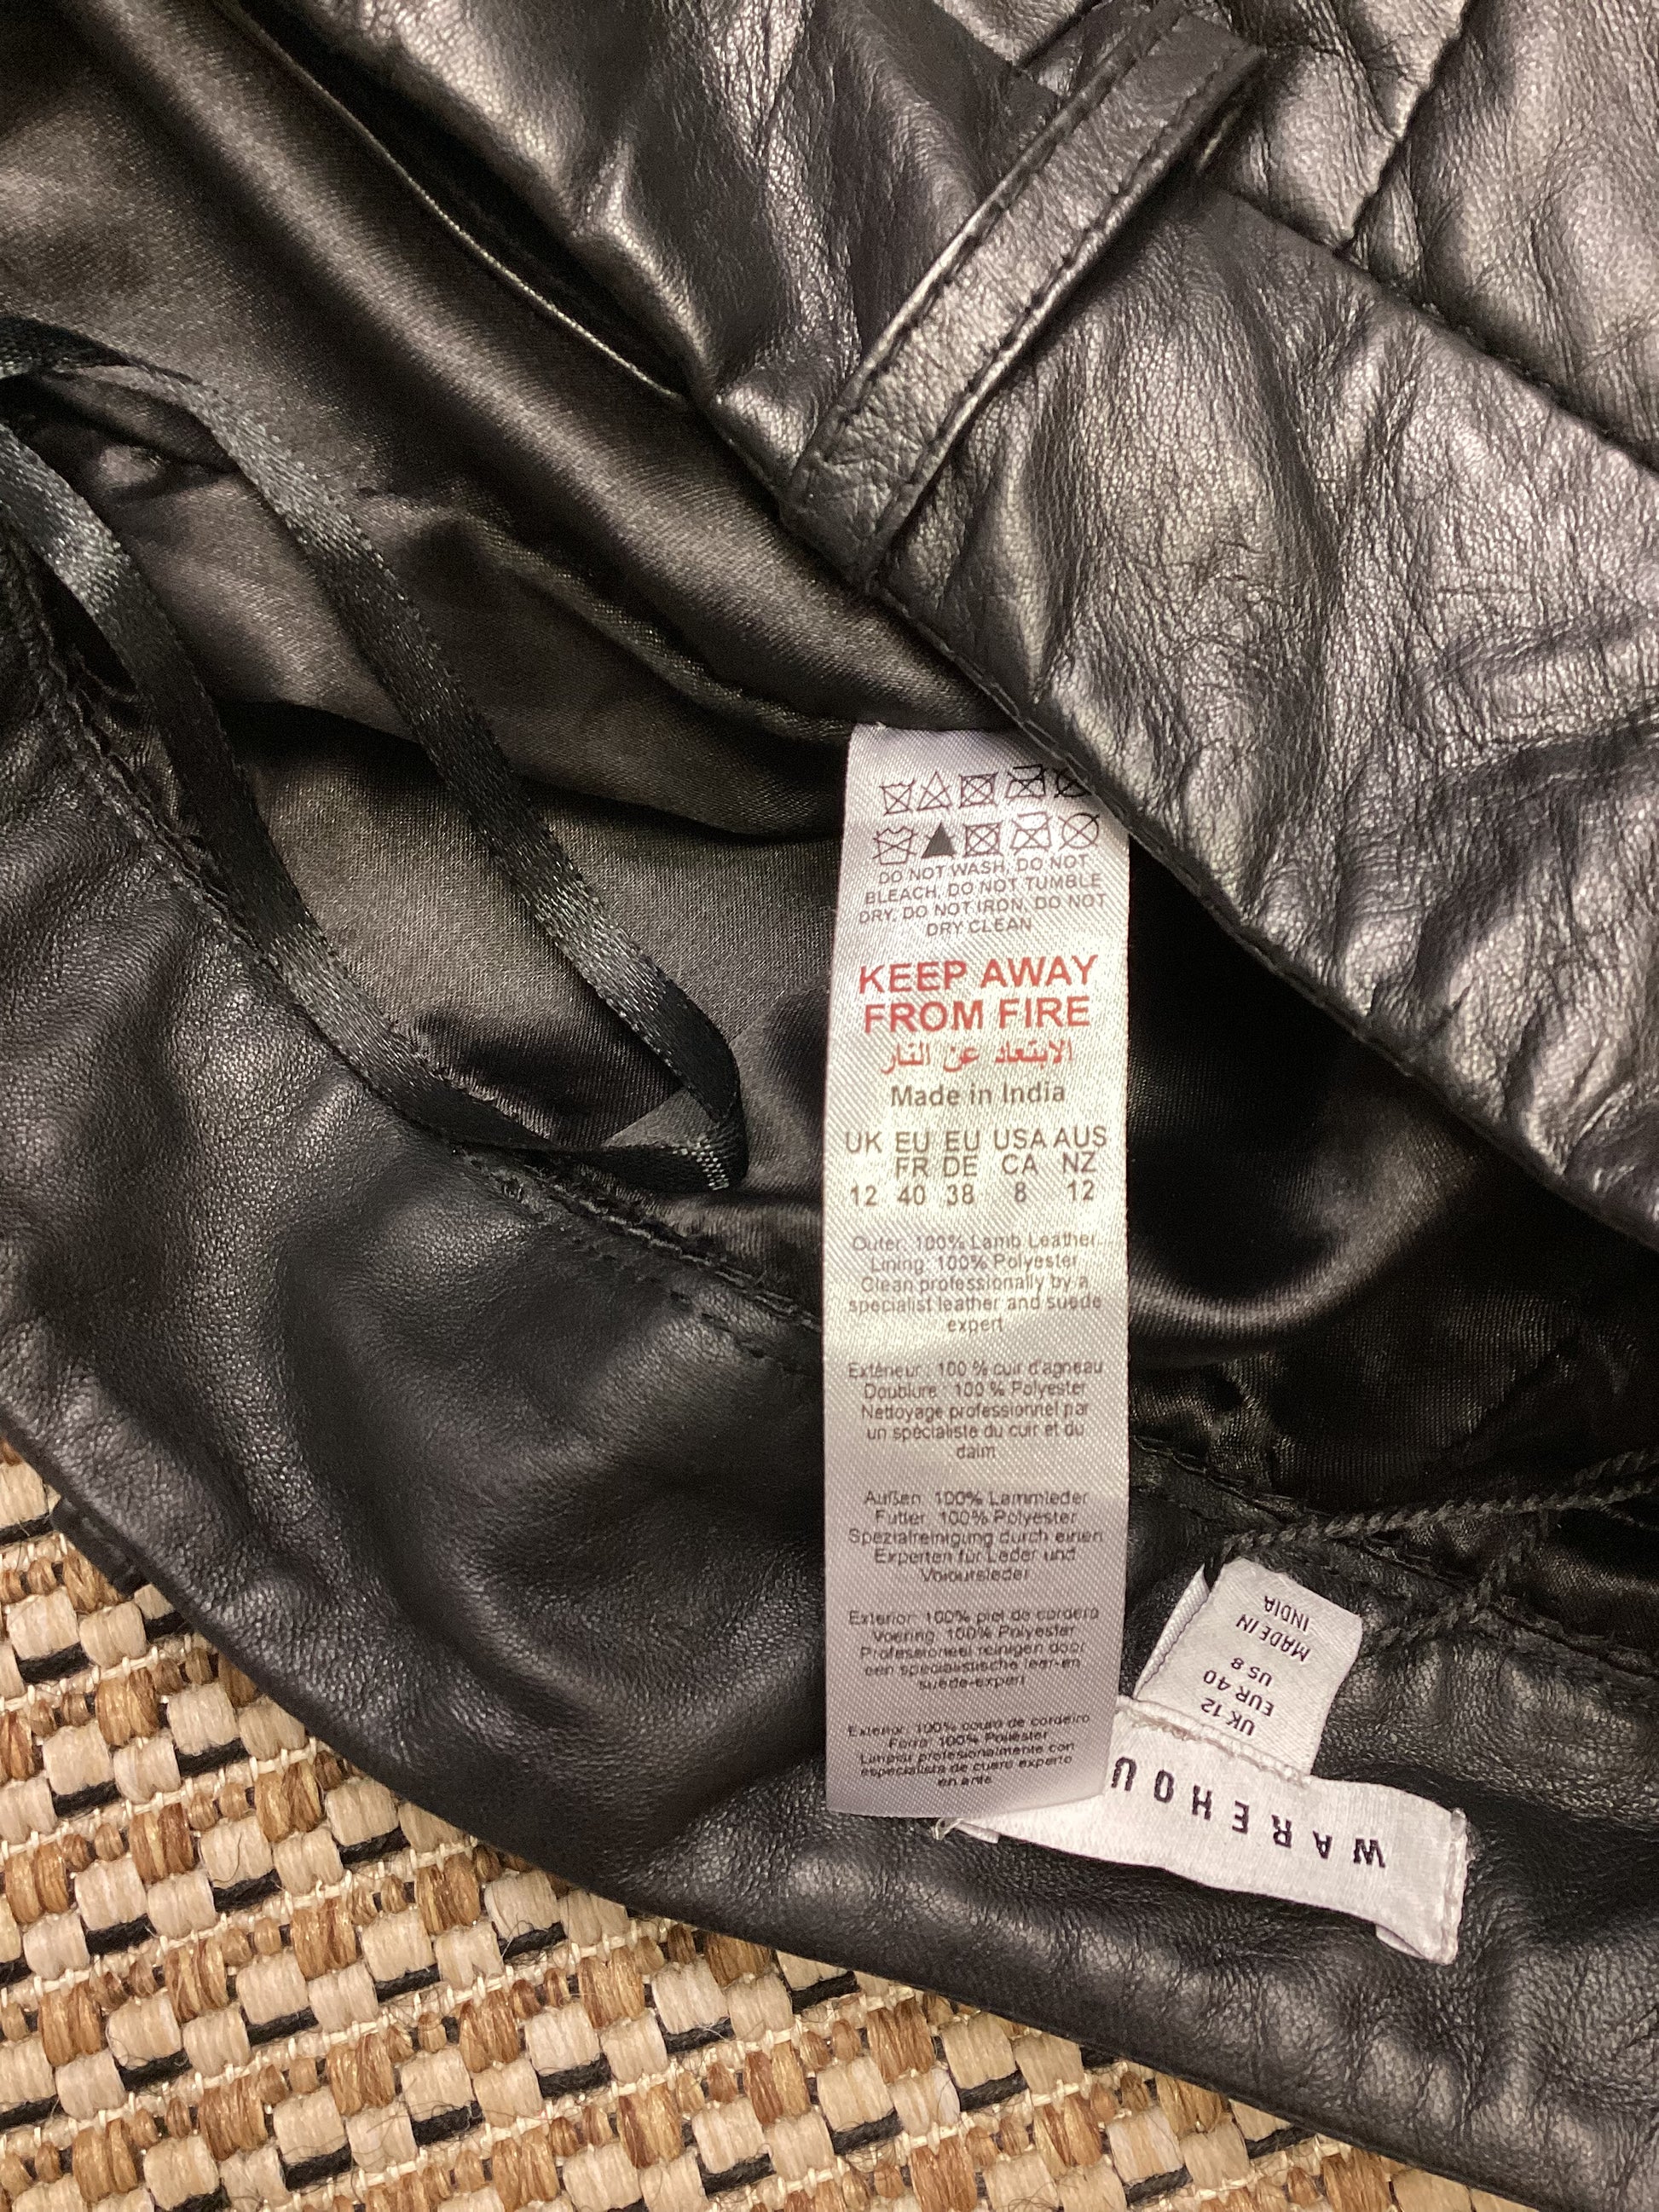 DO NOT WASH, DO NOT
BLEACH, DO NOT TUMBLE
DRY, DO NOT IRON, DO NOT
DRY CLEAN
KEEP AWAY
FROM FIRE
الابتعاد عن النار
Made in India
UK EU EU USA AUS
FR DE CA NZ
12 40 38 8 12
Outer: 100% Lamb Leather
Lining: 100% Polyester
Clean professionally by a
specialist leather and suede
expert
Extérieur : 100 % cuir d'agneau
Doublure : 100 % Polyester
Nettoyage professionnel par
un spécialiste du cuir et du
daim
Außen: 100% Lammleder
Futter: 100% Polyester
Spezialreinigung durch einen
Experten für Leder und
Veloutsleder
Exterior: 100% piel de cordero
Voering: 100% Polyester
Professioneel reinigen door
een specialistische leer-en
suède-expert
Exterior: 100% couro de cordeiro
Forro: 100% Poliéster
Limpiar profesionalmente con
especialista de cuero experto
en ante
WAREHOU
UK 12
EUR 40
US 8
MADE IN
INDIA